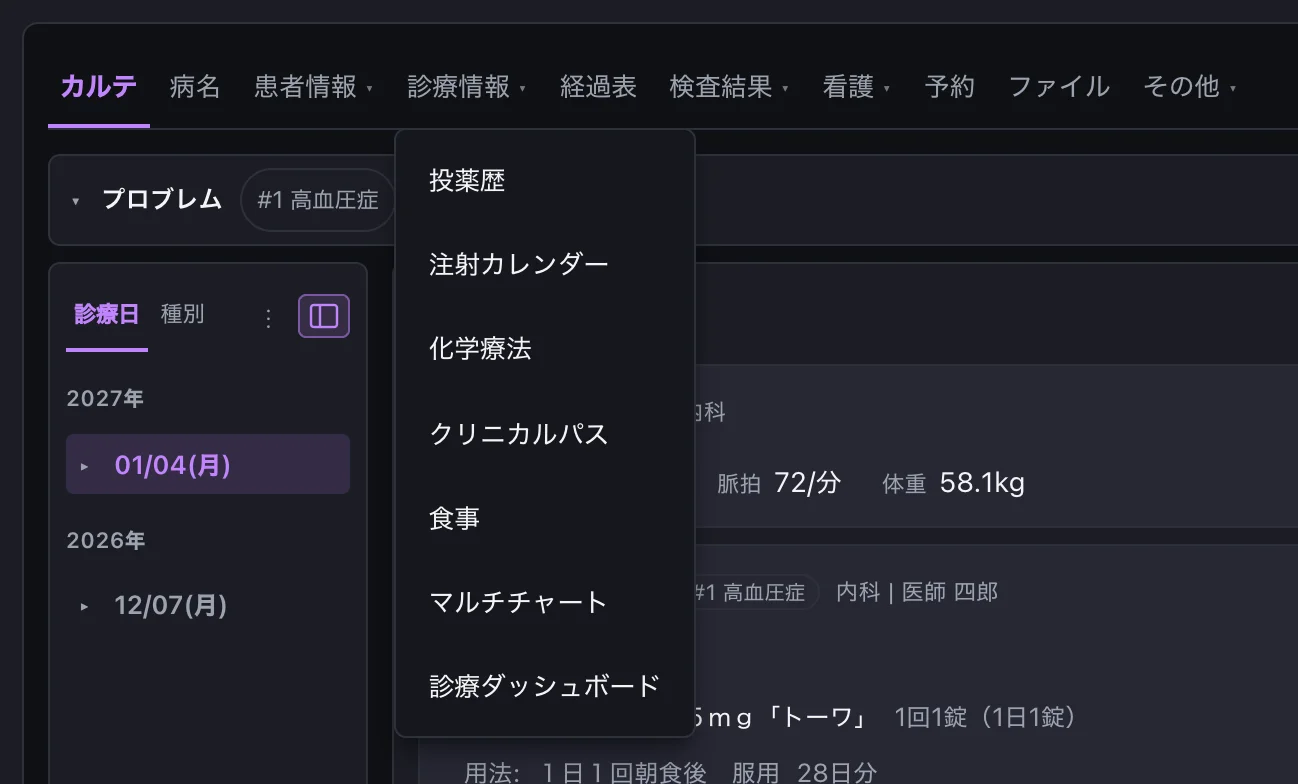 カルテ 病名 患者情報 診療情報 経過表 検査結果 看護 予約 ファイル その他
プロブレム #1 高血圧症
投薬歴
注射カレンダー
化学療法
クリニカルパス
食事
マルチチャート
診療ダッシュボード
診療日 種別
2027年
01/04(月)
2026年
12/07(月)
内科
脈拍 72/分 体重 58.1kg
#1 高血圧症 内科 | 医師 四郎
5mg「トーワ」 1回1錠（1日1錠）
用法: 1日1回朝食後 服用 28日分